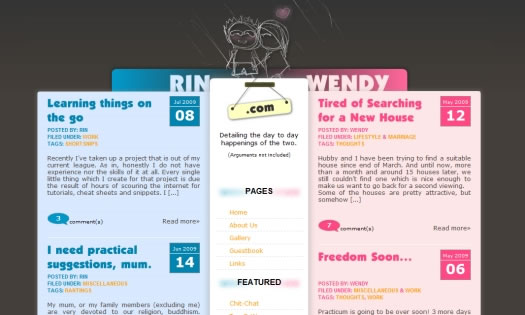 RIN
WENDY
.com
Learning things on
the go
Jul 2009
08
POSTED BY: RIN
FILED UNDER: WORK
TAGS: SHORTSNIPS
Recently I've taken up a project that is out of my
current league. As in, honestly I do not have
experience nor the skills of it at all. Every single
little thing which I create for that project is due
the result of hours of scouring the internet for
tutorials, cheat sheets and snippets. I [...]
3
comment(s)
Read more»
I need practical
suggestions, mum.
Jun 2009
14
POSTED BY: RIN
FILED UNDER: MISCELLANEOUS
TAGS: RANTINGS
My mum, or my family members (excluding me)
are very devoted to our religion, buddhism.
Detailing the day to day
happenings of the two.
(Arguments not included)
PAGES
Home
About Us
Gallery
Guestbook
Links
FEATURED
Chit-Chat
Tired of Searching
for a New House
May 2009
12
POSTED BY: WENDY
FILED UNDER: LIFESTYLE & MARRIAGE
TAGS: THOUGHTS
Hubby and I have been trying to find a suitable
house since end of March. And until now, more
than a month and around 15 houses later, we
still couldn't find one which is nice enough to
make us want to go back for a second viewing.
Some of the houses are pretty attractive, but
somehow [...]
7
comment(s)
Read more»
Freedom Soon...
May 2009
06
POSTED BY: WENDY
FILED UNDER: MISCELLANEOUS & WORK
TAGS: THOUGHTS, WORK
Practicum is going to be over soon! 3 more days